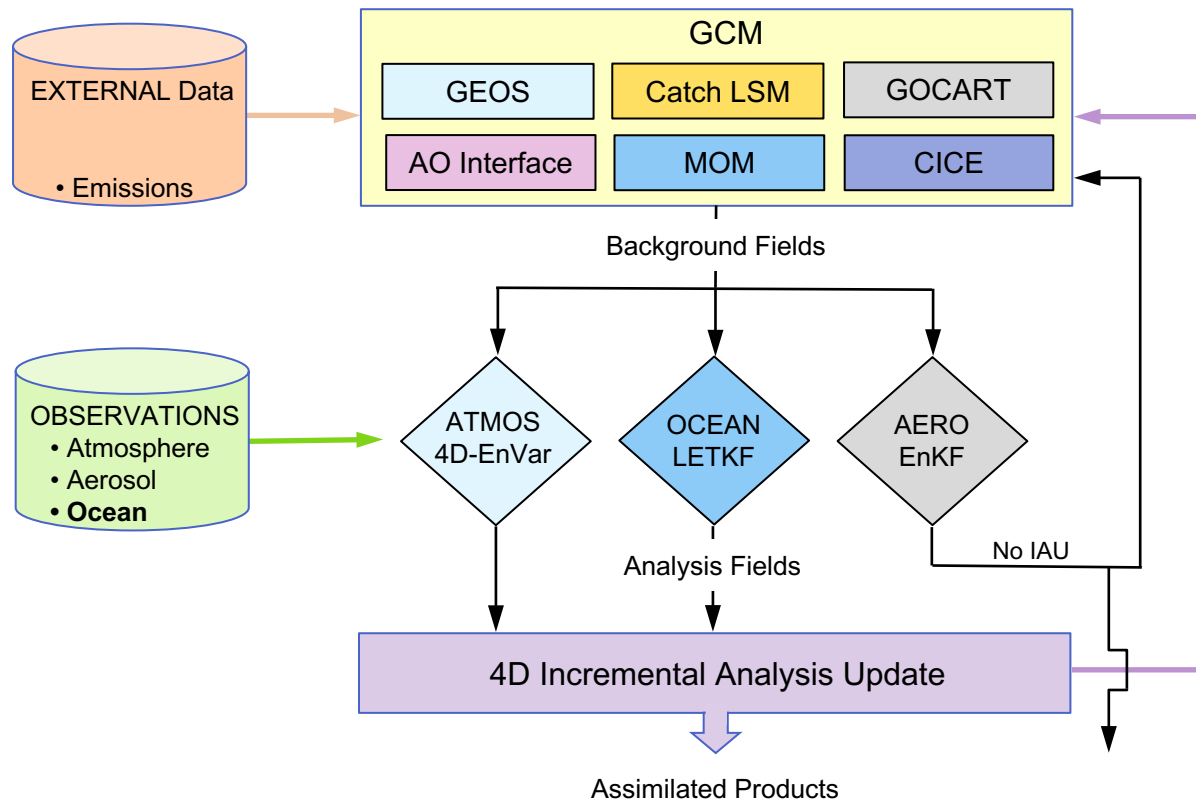 GCM
EXTERNAL Data
• Emissions
GEOS
Catch LSM
GOCART
AO Interface
MOM
CICE
Background Fields
OBSERVATIONS
• Atmosphere
• Aerosol
• Ocean
ATMOS
4D-EnVar
OCEAN
LETKF
AERO
EnKF
No IAU
Analysis Fields
4D Incremental Analysis Update
Assimilated Products